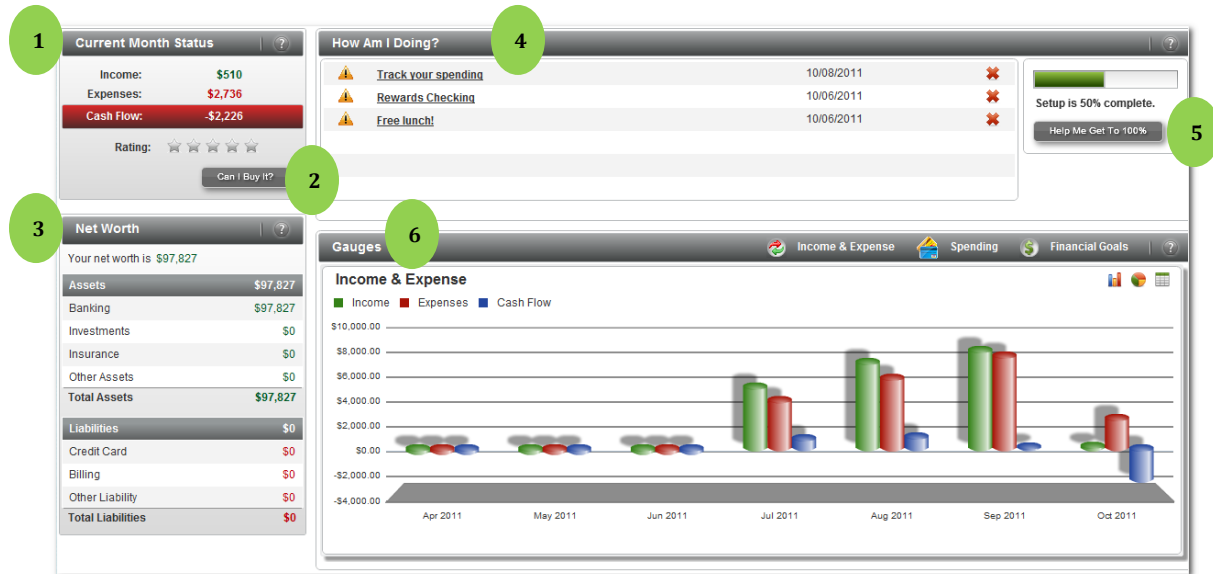 1
Current Month Status
?
Income: $510
Expenses: $2,736
Cash Flow: -$2,226
Rating:
Can I Buy It?
2
3
Net Worth
?
Your net worth is $97,827
Assets $97,827
Banking $97,827
Investments $0
Insurance $0
Other Assets $0
Total Assets $97,827
Liabilities $0
Credit Card $0
Billing $0
Other Liability $0
Total Liabilities $0
How Am I Doing?
4
?
Track your spending 10/08/2011
Rewards Checking 10/06/2011
Free lunch! 10/06/2011
Setup is 50% complete.
Help Me Get To 100%
5
Gauges
6
Income & Expense
Spending
Financial Goals
?
Income & Expense
Income Expenses Cash Flow
$10,000.00
$8,000.00
$6,000.00
$4,000.00
$2,000.00
$0.00
-$2,000.00
-$4,000.00
Apr 2011 May 2011 Jun 2011 Jul 2011 Aug 2011 Sep 2011 Oct 2011